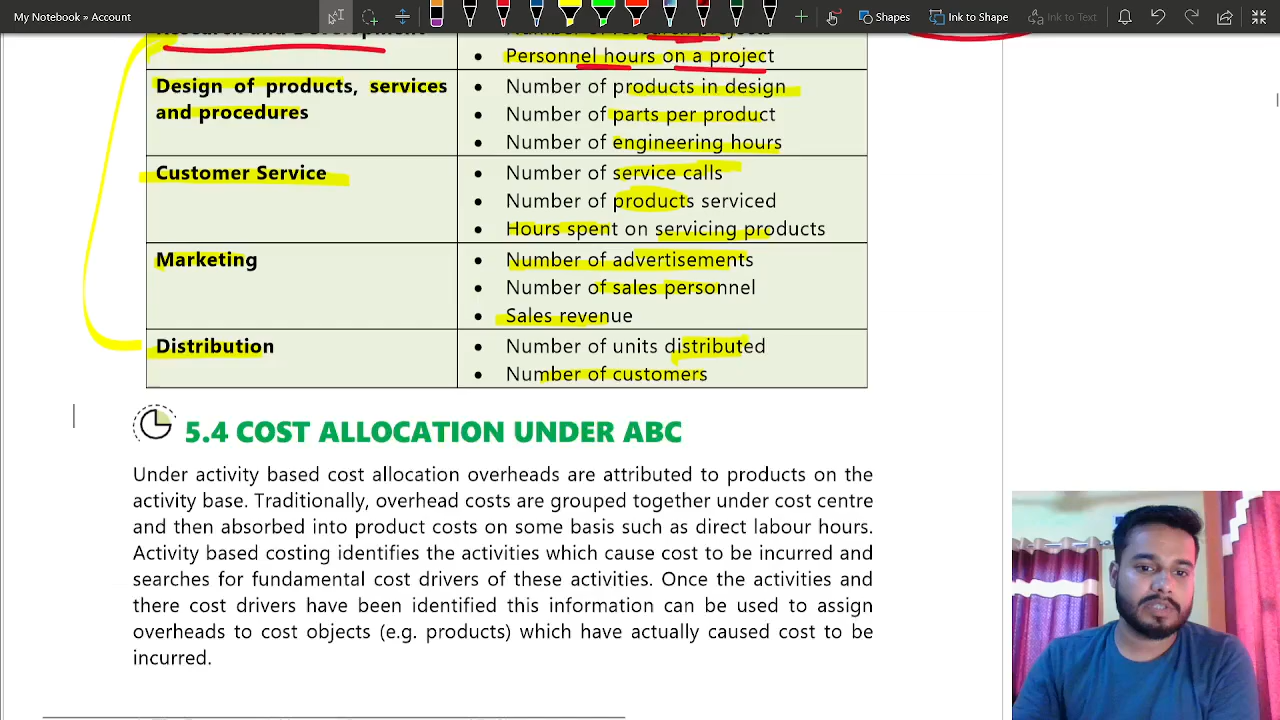 My Notebook » Account
Shapes
Ink to Shape
Ink to Text
Research and Development
• Number of research projects
• Personnel hours on a project
Design of products, services
and procedures
• Number of products in design
• Number of parts per product
• Number of engineering hours
Customer Service
• Number of service calls
• Number of products serviced
• Hours spent on servicing products
Marketing
• Number of advertisements
• Number of sales personnel
• Sales revenue
Distribution
• Number of units distributed
• Number of customers
5.4 COST ALLOCATION UNDER ABC
Under activity based cost allocation overheads are attributed to products on the
activity base. Traditionally, overhead costs are grouped together under cost centre
and then absorbed into product costs on some basis such as direct labour hours.
Activity based costing identifies the activities which cause cost to be incurred and
searches for fundamental cost drivers of these activities. Once the activities and
there cost drivers have been identified this information can be used to assign
overheads to cost objects (e.g. products) which have actually caused cost to be
incurred.